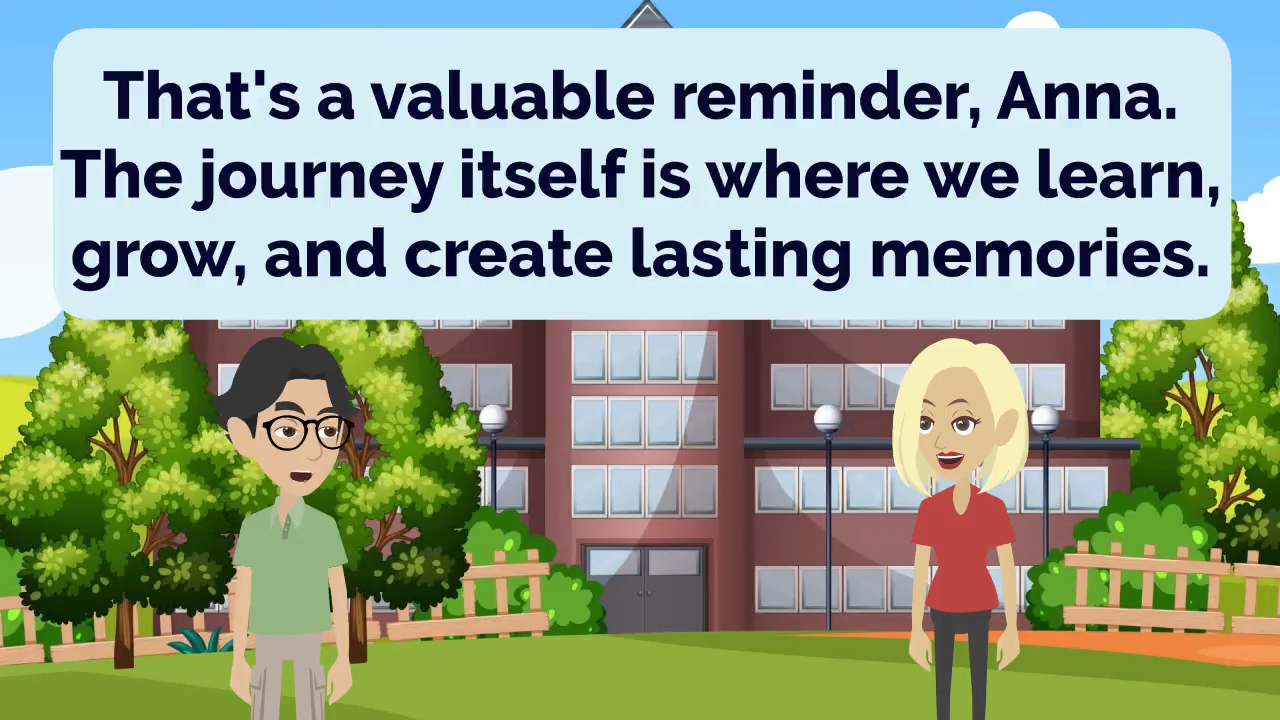 That's a valuable reminder, Anna.
The journey itself is where we learn,
grow, and create lasting memories.